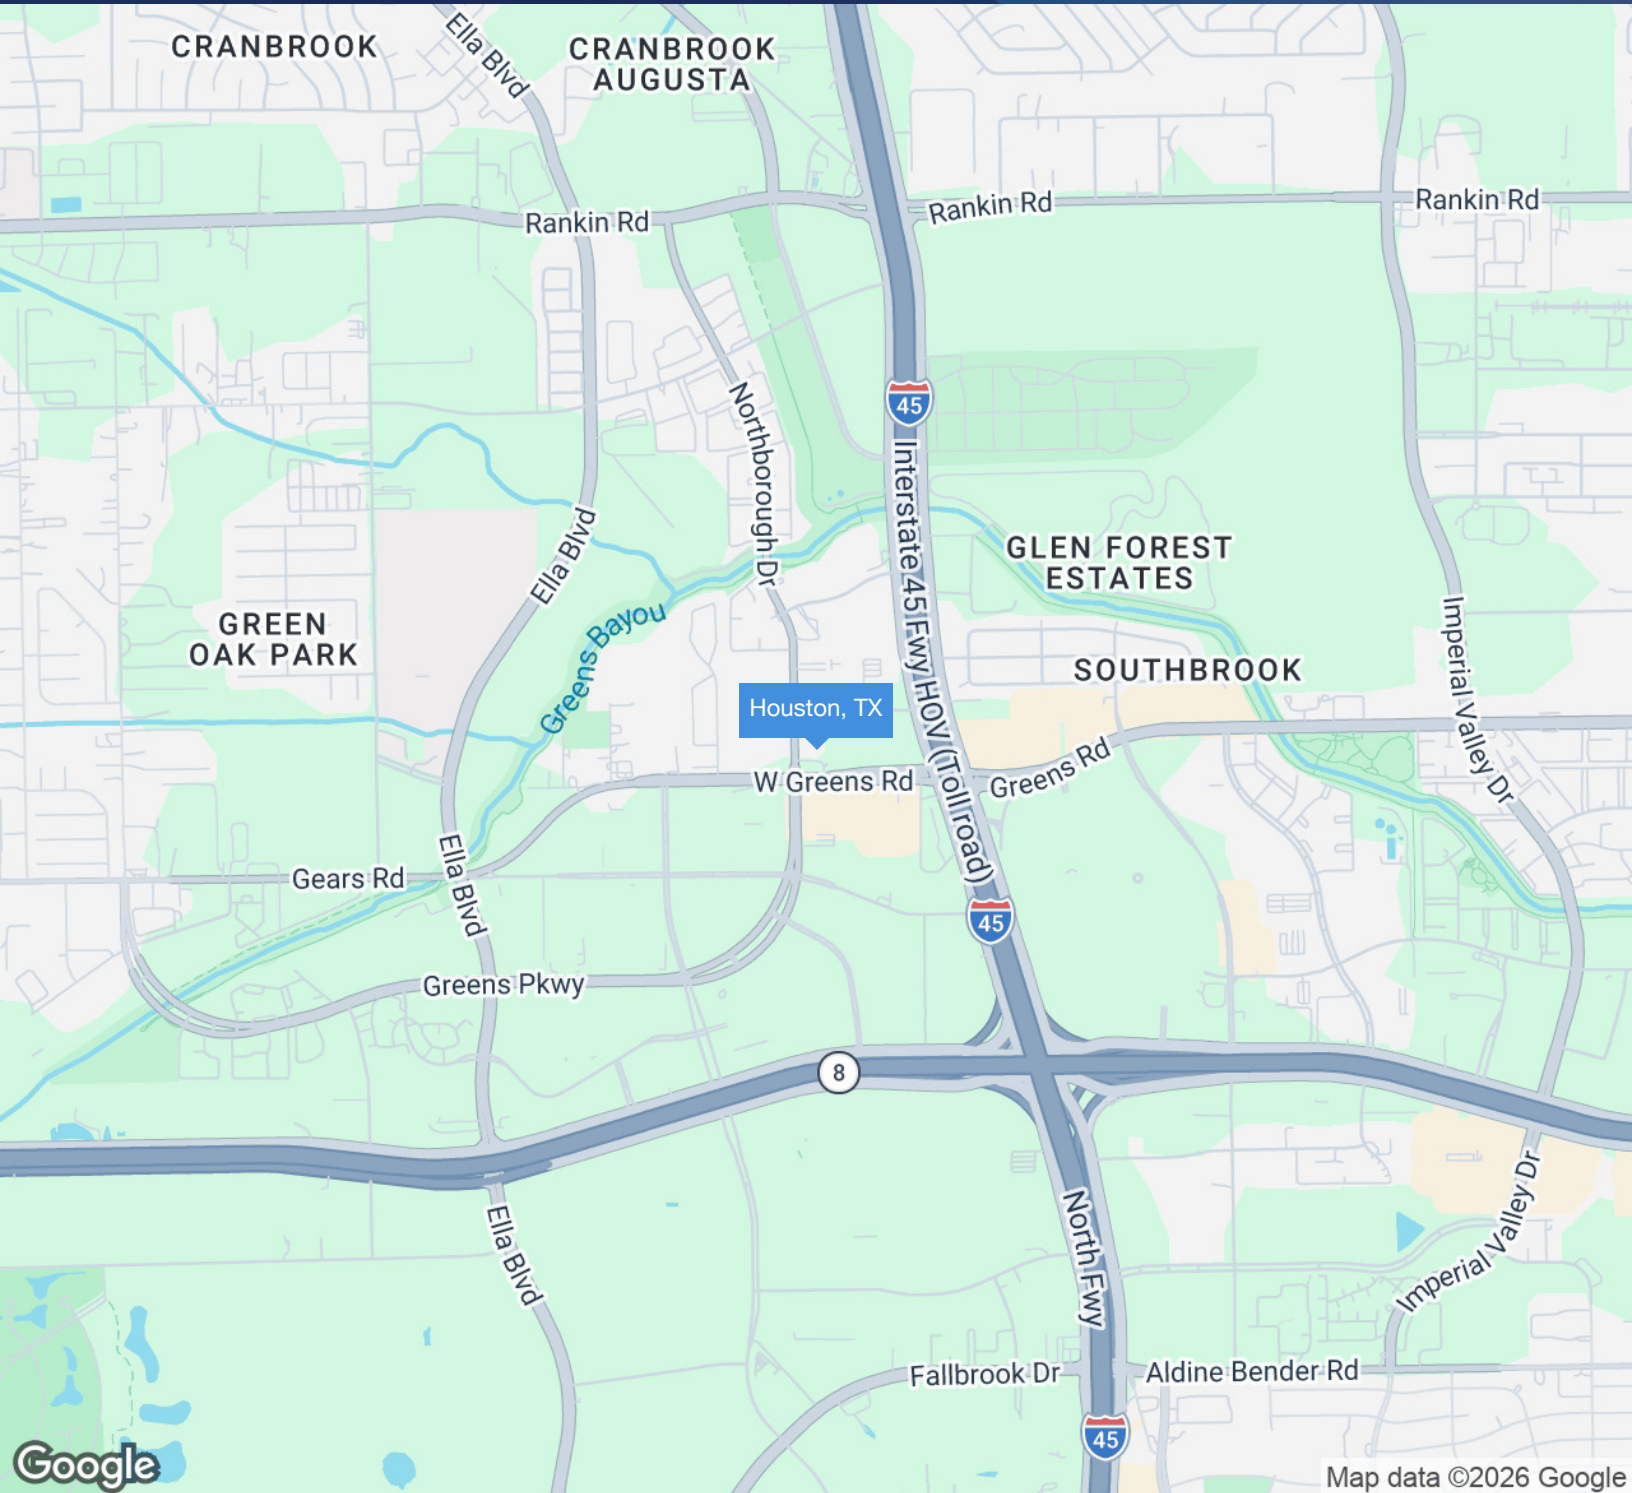 CRANBROOK
Ella Blvd
CRANBROOK
AUGUSTA
Rankin Rd
Rankin Rd
Rankin Rd
45
Northborough Dr
Interstate 45 Fwy HOV (Toll road)
Ella Blvd
GLEN FOREST
ESTATES
GREEN
OAK PARK
Greens Bayou
Imperial Valley Dr
SOUTHBROOK
Houston, TX
W Greens Rd
Greens Rd
Gears Rd
Ella Blvd
45
Greens Pkwy
8
Ella Blvd
North Fwy
Imperial Valley Dr
Fallbrook Dr
Aldine Bender Rd
45
Google
Map data ©2026 Google